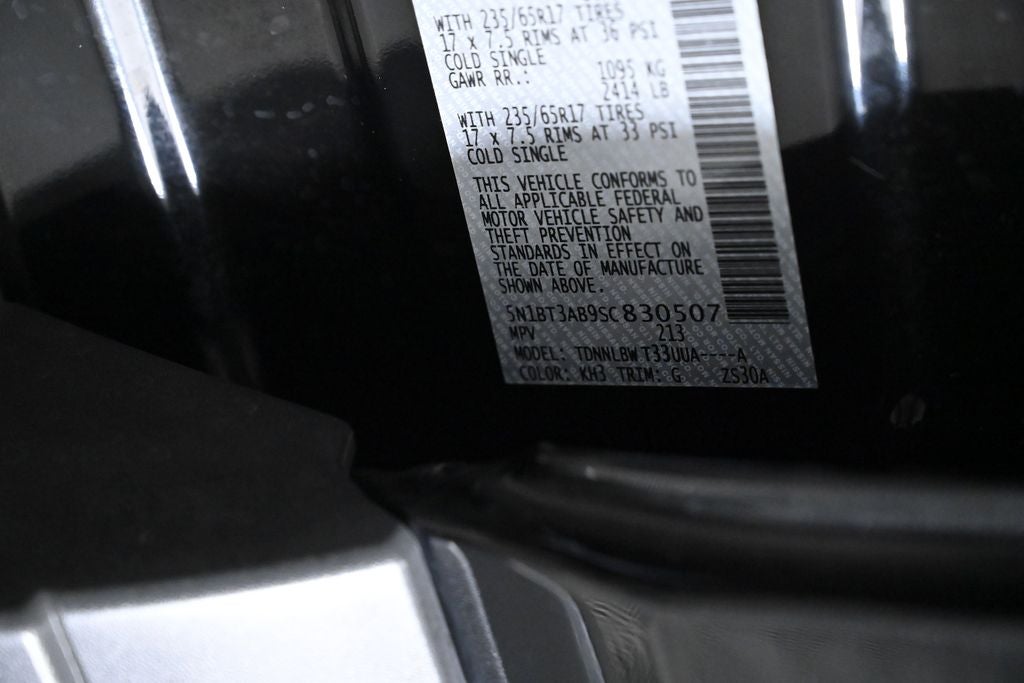 WITH 235/65R17 TIRES
17 X 7.5 RIMS AT 36 PSI
COLD SINGLE
GAWR RR.: 1095 KG
2414 LB
WITH 235/65R17 TIRES
17 X 7.5 RIMS AT 33 PSI
COLD SINGLE
THIS VEHICLE CONFORMS TO
ALL APPLICABLE FEDERAL
MOTOR VEHICLE SAFETY AND
THEFT PREVENTION
STANDARDS IN EFFECT ON
THE DATE OF MANUFACTURE
SHOWN ABOVE.
5N1BT3AB9SC830507
MPV 213
MODEL: TDNNLBWT33UUA----A
COLOR: KH3 TRIM: G ZS30A